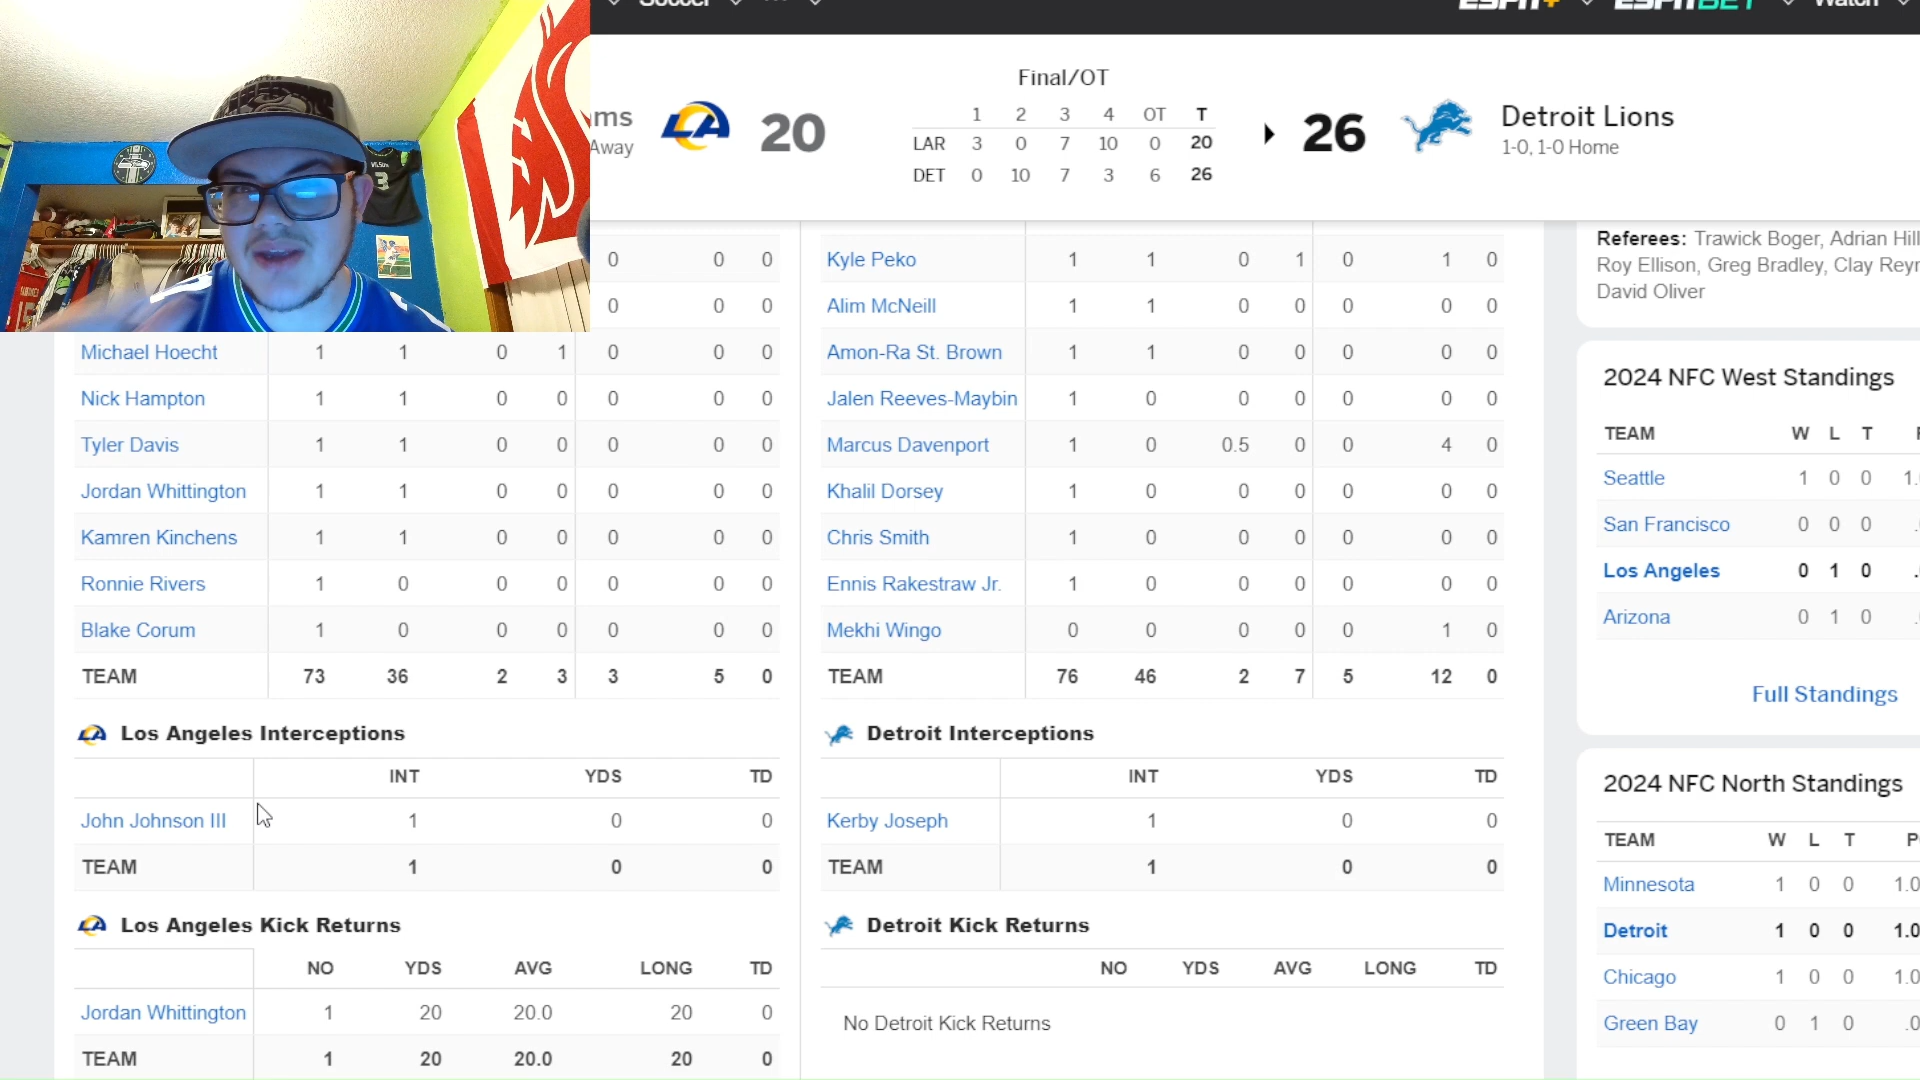 Soccer
ESPN+ ESPN BET Watch
ms
Away
20
Final/OT
1 2 3 4 OT T
LAR 3 0 7 10 0 20
DET 0 10 7 3 6 26
26
Detroit Lions
1-0, 1-0 Home
3
0 0 0
Kyle Peko 1 1 0 1 0 1 0
0 0 0
Alim McNeill 1 1 0 0 0 0 0
Michael Hoecht 1 1 0 1 0 0 0
Amon-Ra St. Brown 1 1 0 0 0 0 0
Nick Hampton 1 1 0 0 0 0 0
Jalen Reeves-Maybin 1 0 0 0 0 0 0
Tyler Davis 1 1 0 0 0 0 0
Marcus Davenport 1 0 0.5 0 0 4 0
Jordan Whittington 1 1 0 0 0 0 0
Khalil Dorsey 1 0 0 0 0 0 0
Kamren Kinchens 1 1 0 0 0 0 0
Chris Smith 1 0 0 0 0 0 0
Ronnie Rivers 1 0 0 0 0 0 0
Ennis Rakestraw Jr. 1 0 0 0 0 0 0
Blake Corum 1 0 0 0 0 0 0
Mekhi Wingo 0 0 0 0 0 1 0
TEAM 73 36 2 3 3 5 0
TEAM 76 46 2 7 5 12 0
Los Angeles Interceptions
INT YDS TD
John Johnson III 1 0 0
TEAM 1 0 0
Detroit Interceptions
INT YDS TD
Kerby Joseph 1 0 0
TEAM 1 0 0
Los Angeles Kick Returns
NO YDS AVG LONG TD
Jordan Whittington 1 20 20.0 20 0
TEAM 1 20 20.0 20 0
Detroit Kick Returns
NO YDS AVG LONG TD
No Detroit Kick Returns
Referees: Trawick Boger, Adrian Hill
Roy Ellison, Greg Bradley, Clay Reyn
David Oliver
2024 NFC West Standings
TEAM W L T
Seattle 1 0 0 1.
San Francisco 0 0 0
Los Angeles 0 1 0
Arizona 0 1 0
Full Standings
2024 NFC North Standings
TEAM W L T P
Minnesota 1 0 0 1.0
Detroit 1 0 0 1.0
Chicago 1 0 0 1.0
Green Bay 0 1 0 .0